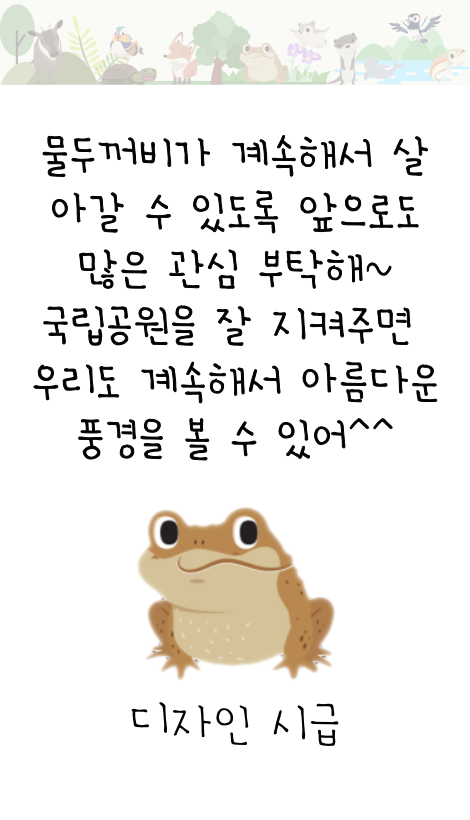 물두꺼비가 계속해서 살
아갈 수 있도록 앞으로도
많은 관심 부탁해~
국립공원을 잘 지켜주면
우리도 계속해서 아름다운
풍경을 볼 수 있어^^
디자인 시급